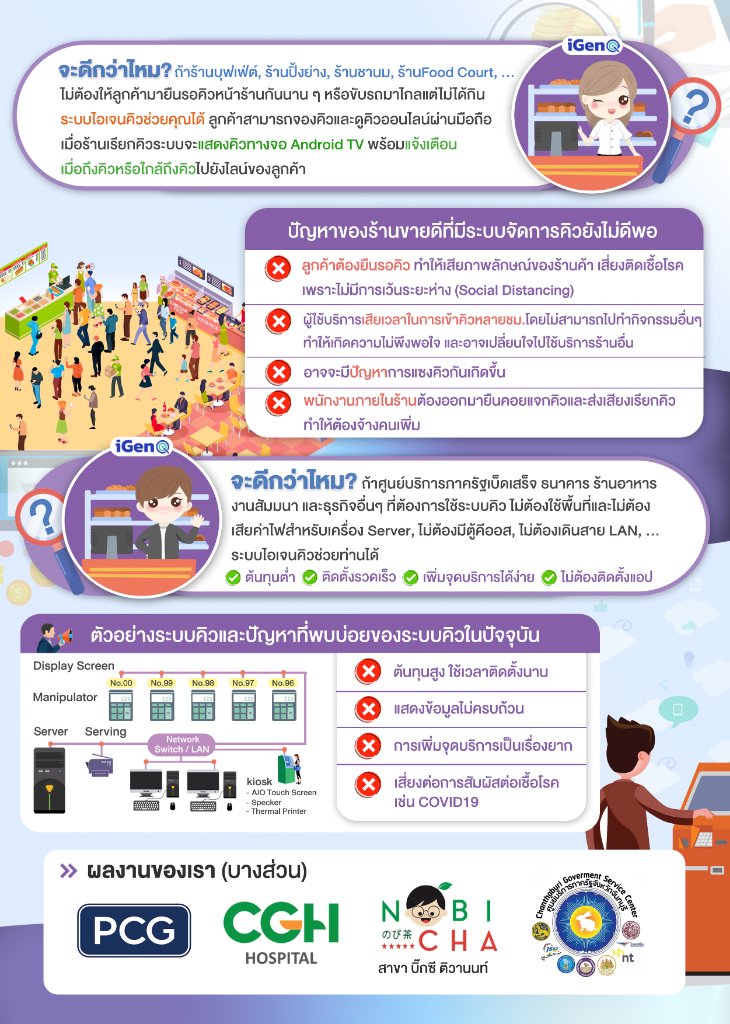 iGenQ
จะดีกว่าไหม? ถ้าร้านบุฟเฟ่ต์, ร้านปิ้งย่าง, ร้านชานม, ร้านFood Court, ...
ไม่ต้องให้ลูกค้ามายืนรอคิวหน้าร้านกันนาน ๆ หรือขับรถมาไกลแต่ไม่ได้กิน
ระบบไอเจนคิวช่วยคุณได้ ลูกค้าสามารถจองคิวและดูคิวออนไลน์ผ่านมือถือ
เมื่อร้านเรียกคิวระบบจะแสดงคิวทางจอ Android TV พร้อมแจ้งเตือน
เมื่อถึงคิวหรือใกล้ถึงคิวไปยังไลน์ของลูกค้า
ปัญหาของร้านขายดีที่มีระบบจัดการคิวยังไม่ดีพอ
ลูกค้าต้องยืนรอคิว ทำให้เสียภาพลักษณ์ของร้านค้า เสี่ยงติดเชื้อโรค
เพราะไม่มีการเว้นระยะห่าง (Social Distancing)
ผู้ใช้บริการเสียเวลาในการเข้าคิวหลายชม.โดยไม่สามารถไปทำกิจกรรมอื่นๆ
ทำให้เกิดความไม่พึงพอใจ และอาจเปลี่ยนใจไปใช้บริการร้านอื่น
อาจจะมีปัญหาการแซงคิวกันเกิดขึ้น
พนักงานภายในร้านต้องออกมายืนคอยแจกคิวและส่งเสียงเรียกคิว
ทำให้ต้องจ้างคนเพิ่ม
iGenQ
จะดีกว่าไหม? ถ้าศูนย์บริการภาครัฐเบ็ดเสร็จ ธนาคาร ร้านอาหาร
งานสัมมนา และธุรกิจอื่นๆ ที่ต้องการใช้ระบบคิว ไม่ต้องใช้พื้นที่และไม่ต้อง
เสียค่าไฟสำหรับเครื่อง Server, ไม่ต้องมีตู้คีออส, ไม่ต้องเดินสาย LAN, ...
ระบบไอเจนคิวช่วยท่านได้
ต้นทุนต่ำ ติดตั้งรวดเร็ว เพิ่มจุดบริการได้ง่าย ไม่ต้องติดตั้งแอป
ตัวอย่างระบบคิวและปัญหาที่พบบ่อยของระบบคิวในปัจจุบัน
Display Screen
No.00 No.99 No.98 No.97 No.96
Manipulator
Server Serving
Network
Switch / LAN
kiosk
- AIO Touch Screen
- Specker
- Thermal Printer
ต้นทุนสูง ใช้เวลาติดตั้งนาน
แสดงข้อมูลไม่ครบถ้วน
การเพิ่มจุดบริการเป็นเรื่องยาก
เสี่ยงต่อการสัมผัสต่อเชื้อโรค
เช่น COVID19
ผลงานของเรา (บางส่วน)
PCG
CGH
HOSPITAL
NOBI
のび茶
CHA
สาขา บิ๊กซี ติวานนท์
Chanthaburi Goverment Service Center
ศูนย์บริการภาครัฐจังหวัดจันทบุรี
nt